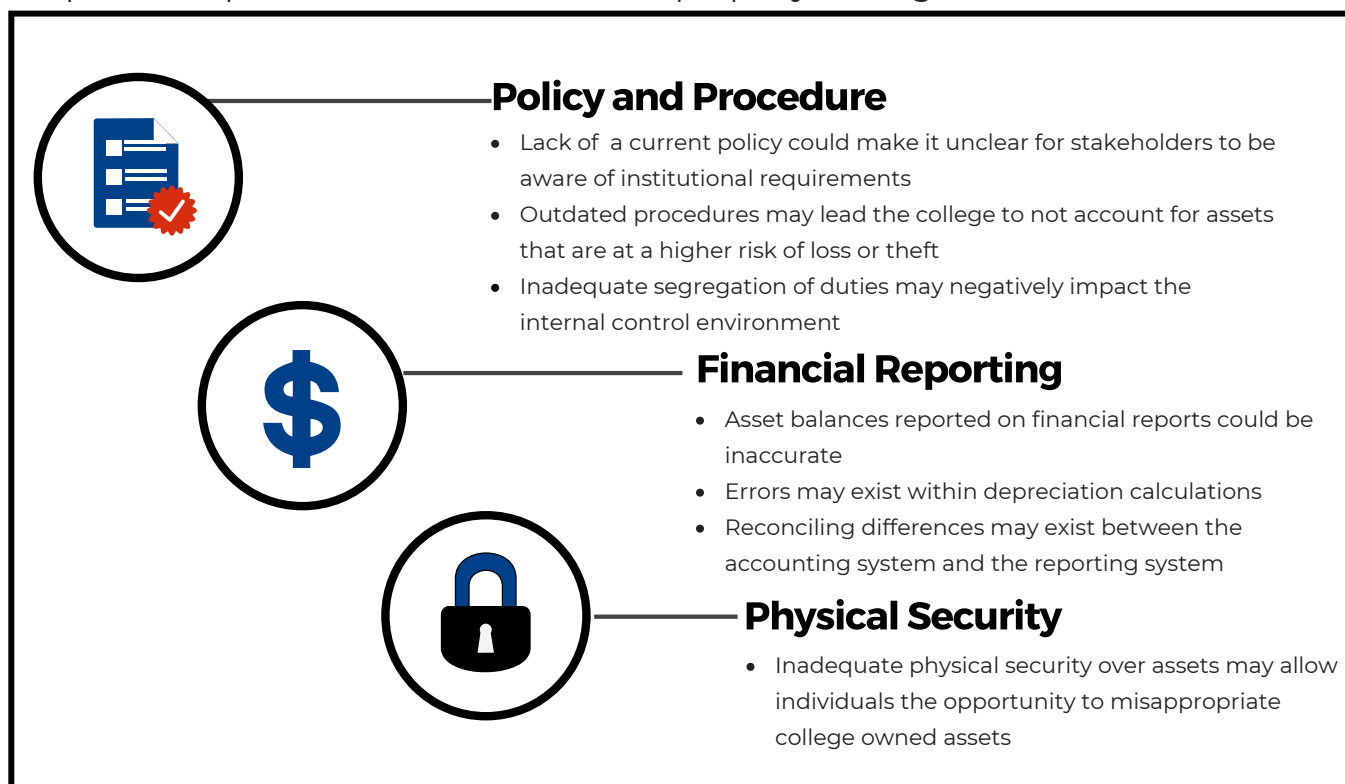 Policy and Procedure
• Lack of  a current policy could make it unclear for stakeholders to be
aware of institutional requirements
• Outdated procedures may lead the college to not account for assets
that are at a higher risk of loss or theft
• Inadequate segregation of duties may negatively impact the
internal control environment
Financial Reporting
• Asset balances reported on financial reports could be
inaccurate
• Errors may exist within depreciation calculations
• Reconciling differences may exist between the
accounting system and the reporting system
Physical Security
• Inadequate physical security over assets may allow
individuals the opportunity to misappropriate
college owned assets